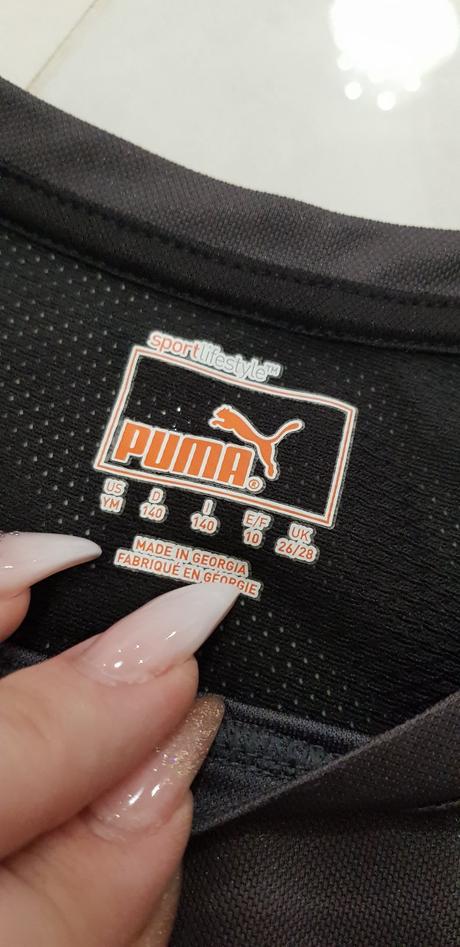 sportlifestyle™
PUMA®
US D I E/F UK
YM 140 140 10 26/28
MADE IN GEORGIA
FABRIQUÉ EN GÉORGIE